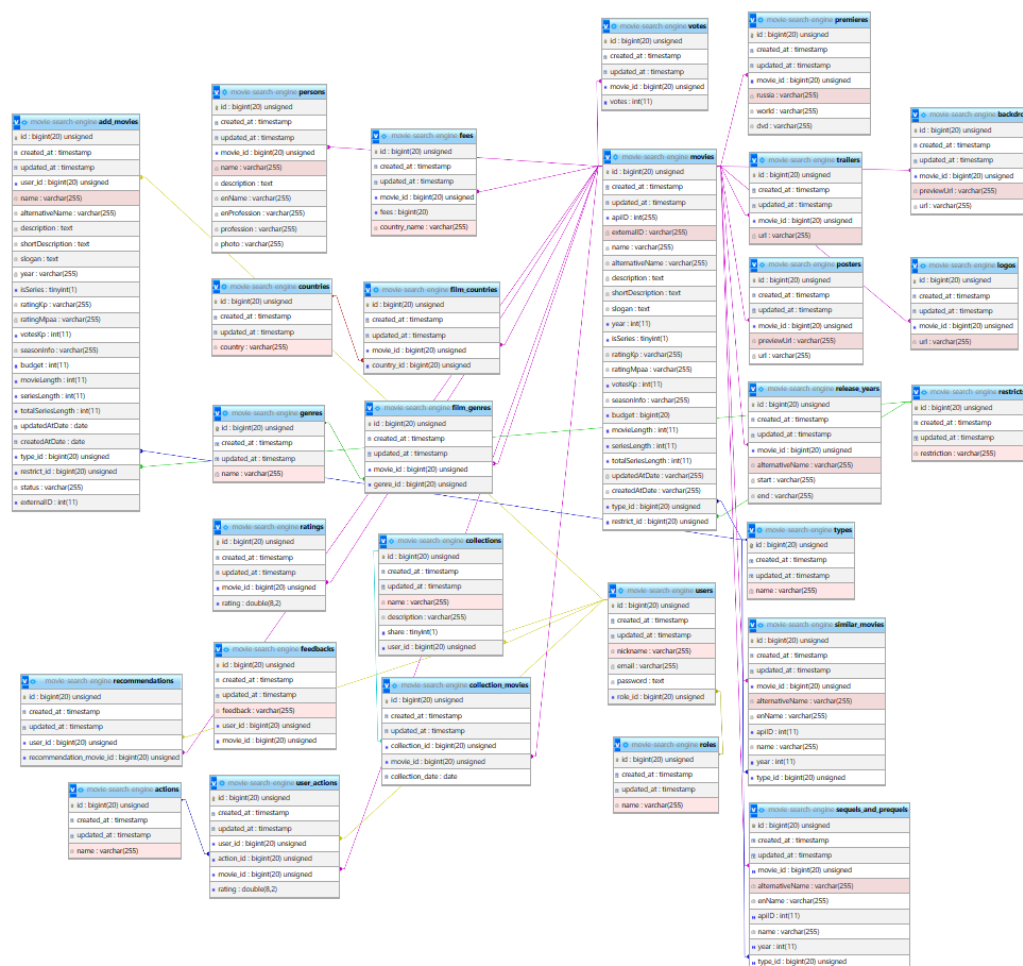 movie-search-engine votes
id : bigint(20) unsigned
created_at : timestamp
updated_at : timestamp
movie_id : bigint(20) unsigned
votes : int(11)
movie-search-engine premieres
id : bigint(20) unsigned
created_at : timestamp
updated_at : timestamp
movie_id : bigint(20) unsigned
russia : varchar(255)
world : varchar(255)
dvd : varchar(255)
movie-search-engine add_movies
id : bigint(20) unsigned
created_at : timestamp
updated_at : timestamp
user_id : bigint(20) unsigned
name : varchar(255)
alternativeName : varchar(255)
description : text
shortDescription : text
slogan : text
year : varchar(255)
isSeries : tinyint(1)
ratingKp : varchar(255)
ratingMpaa : varchar(255)
votesKp : int(11)
seasonInfo : varchar(255)
budget : int(11)
movieLength : int(11)
seriesLength : int(11)
totalSeriesLength : int(11)
updatedAtDate : date
createdAtDate : date
type_id : bigint(20) unsigned
restrict_id : bigint(20) unsigned
status : varchar(255)
externalID : int(11)
movie-search-engine persons
id : bigint(20) unsigned
created_at : timestamp
updated_at : timestamp
movie_id : bigint(20) unsigned
name : varchar(255)
description : text
enName : varchar(255)
enProfession : varchar(255)
profession : varchar(255)
photo : varchar(255)
movie-search-engine fees
id : bigint(20) unsigned
created_at : timestamp
updated_at : timestamp
movie_id : bigint(20) unsigned
fees : bigint(20)
country_name : varchar(255)
movie-search-engine movies
id : bigint(20) unsigned
created_at : timestamp
updated_at : timestamp
apiID : int(255)
externalID : varchar(255)
name : varchar(255)
alternativeName : varchar(255)
description : text
shortDescription : text
slogan : text
year : int(11)
isSeries : tinyint(1)
ratingKp : varchar(255)
ratingMpaa : varchar(255)
votesKp : int(11)
seasonInfo : varchar(255)
budget : bigint(20)
movieLength : int(11)
seriesLength : int(11)
totalSeriesLength : int(11)
updatedAtDate : varchar(255)
createdAtDate : varchar(255)
type_id : bigint(20) unsigned
restrict_id : bigint(20) unsigned
movie-search-engine trailers
id : bigint(20) unsigned
created_at : timestamp
updated_at : timestamp
movie_id : bigint(20) unsigned
url : varchar(255)
movie-search-engine backdro
id : bigint(20) unsigned
created_at : timestamp
updated_at : timestamp
movie_id : bigint(20) unsigned
previewUrl : varchar(255)
url : varchar(255)
movie-search-engine countries
id : bigint(20) unsigned
created_at : timestamp
updated_at : timestamp
country : varchar(255)
movie-search-engine film_countries
id : bigint(20) unsigned
created_at : timestamp
updated_at : timestamp
movie_id : bigint(20) unsigned
country_id : bigint(20) unsigned
movie-search-engine posters
id : bigint(20) unsigned
created_at : timestamp
updated_at : timestamp
movie_id : bigint(20) unsigned
previewUrl : varchar(255)
url : varchar(255)
movie-search-engine logos
id : bigint(20) unsigned
created_at : timestamp
updated_at : timestamp
movie_id : bigint(20) unsigned
url : varchar(255)
movie-search-engine genres
id : bigint(20) unsigned
created_at : timestamp
updated_at : timestamp
name : varchar(255)
movie-search-engine film_genres
id : bigint(20) unsigned
created_at : timestamp
updated_at : timestamp
movie_id : bigint(20) unsigned
genre_id : bigint(20) unsigned
movie-search-engine release_years
id : bigint(20) unsigned
created_at : timestamp
updated_at : timestamp
movie_id : bigint(20) unsigned
alternativeName : varchar(255)
start : varchar(255)
end : varchar(255)
movie-search-engine restricts
id : bigint(20) unsigned
created_at : timestamp
updated_at : timestamp
restriction : varchar(255)
movie-search-engine ratings
id : bigint(20) unsigned
created_at : timestamp
updated_at : timestamp
movie_id : bigint(20) unsigned
rating : double(8,2)
movie-search-engine collections
id : bigint(20) unsigned
created_at : timestamp
updated_at : timestamp
name : varchar(255)
description : varchar(255)
share : tinyint(1)
user_id : bigint(20) unsigned
movie-search-engine types
id : bigint(20) unsigned
created_at : timestamp
updated_at : timestamp
name : varchar(255)
movie-search-engine users
id : bigint(20) unsigned
created_at : timestamp
updated_at : timestamp
nickname : varchar(255)
email : varchar(255)
password : text
role_id : bigint(20) unsigned
movie-search-engine similar_movies
id : bigint(20) unsigned
created_at : timestamp
updated_at : timestamp
movie_id : bigint(20) unsigned
alternativeName : varchar(255)
enName : varchar(255)
apiID : int(11)
name : varchar(255)
year : int(11)
type_id : bigint(20) unsigned
movie-search-engine feedbacks
id : bigint(20) unsigned
created_at : timestamp
updated_at : timestamp
feedback : varchar(255)
user_id : bigint(20) unsigned
movie_id : bigint(20) unsigned
movie-search-engine recommendations
id : bigint(20) unsigned
created_at : timestamp
updated_at : timestamp
user_id : bigint(20) unsigned
recommendation_movie_id : bigint(20) unsigned
movie-search-engine collection_movies
id : bigint(20) unsigned
created_at : timestamp
updated_at : timestamp
collection_id : bigint(20) unsigned
movie_id : bigint(20) unsigned
collection_date : date
movie-search-engine roles
id : bigint(20) unsigned
created_at : timestamp
updated_at : timestamp
name : varchar(255)
movie-search-engine actions
id : bigint(20) unsigned
created_at : timestamp
updated_at : timestamp
name : varchar(255)
movie-search-engine user_actions
id : bigint(20) unsigned
created_at : timestamp
updated_at : timestamp
user_id : bigint(20) unsigned
action_id : bigint(20) unsigned
movie_id : bigint(20) unsigned
rating : double(8,2)
movie-search-engine sequels_and_prequels
id : bigint(20) unsigned
created_at : timestamp
updated_at : timestamp
movie_id : bigint(20) unsigned
alternativeName : varchar(255)
enName : varchar(255)
apiID : int(11)
name : varchar(255)
year : int(11)
type_id : bigint(20) unsigned